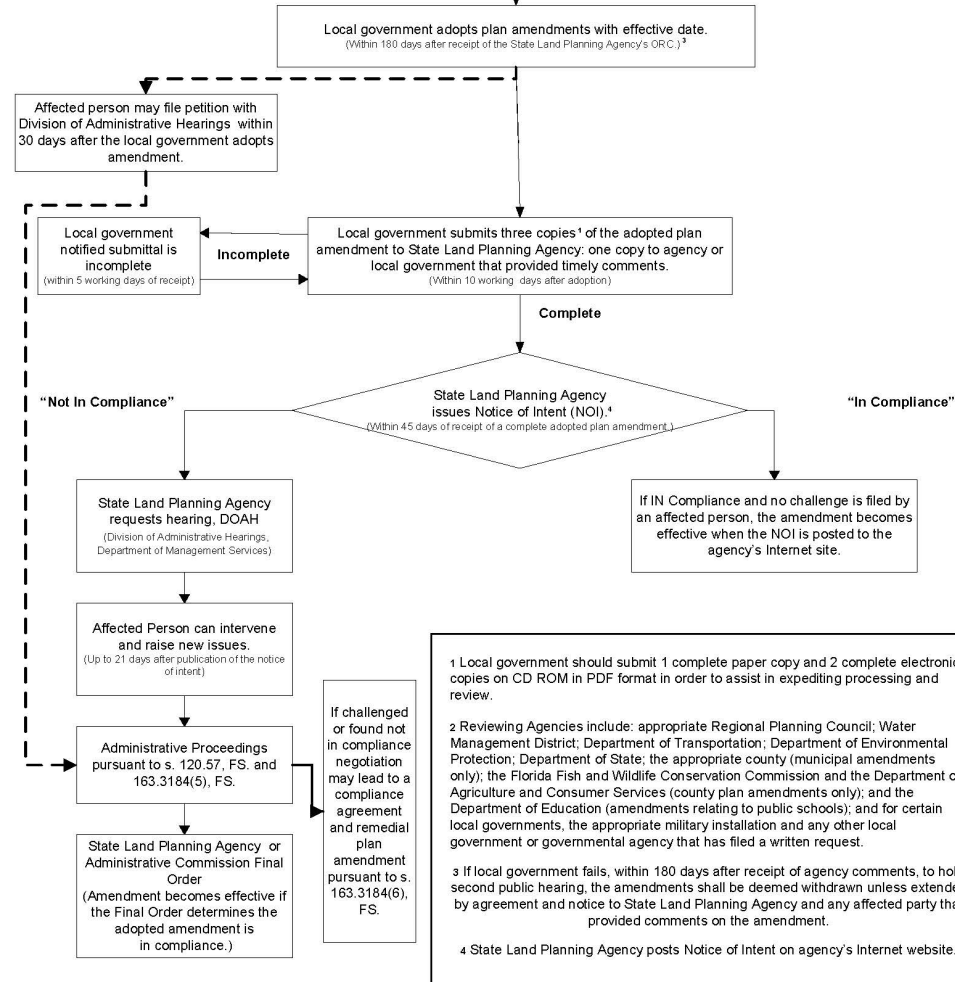 Local government adopts plan amendments with effective date.
(Within 180 days after receipt of the State Land Planning Agency's ORC.) ³
Affected person may file petition with
Division of Administrative Hearings within
30 days after the local government adopts
amendment.
Local government
notified submittal is
incomplete
(within 5 working days of receipt)
Incomplete
Local government submits three copies ¹ of the adopted plan
amendment to State Land Planning Agency: one copy to agency or
local government that provided timely comments.
(Within 10 working days after adoption)
Complete
"Not In Compliance"
State Land Planning Agency
issues Notice of Intent (NOI).⁴
(Within 45 days of receipt of a complete adopted plan amendment.)
"In Compliance"
State Land Planning Agency
requests hearing, DOAH
(Division of Administrative Hearings,
Department of Management Services)
If IN Compliance and no challenge is filed by
an affected person, the amendment becomes
effective when the NOI is posted to the
agency's Internet site.
Affected Person can intervene
and raise new issues.
(Up to 21 days after publication of the notice
of intent)
Administrative Proceedings
pursuant to s. 120.57, FS. and
163.3184(5), FS.
State Land Planning Agency or
Administrative Commission Final
Order
(Amendment becomes effective if
the Final Order determines the
adopted amendment is
in compliance.)
If challenged
or found not
in compliance
negotiation
may lead to a
compliance
agreement
and remedial
plan
amendment
pursuant to s.
163.3184(6),
FS.
1 Local government should submit 1 complete paper copy and 2 complete electronic
copies on CD ROM in PDF format in order to assist in expediting processing and
review.
2 Reviewing Agencies include: appropriate Regional Planning Council; Water
Management District; Department of Transportation; Department of Environmental
Protection; Department of State; the appropriate county (municipal amendments
only); the Florida Fish and Wildlife Conservation Commission and the Department o
Agriculture and Consumer Services (county plan amendments only); and the
Department of Education (amendments relating to public schools); and for certain
local governments, the appropriate military installation and any other local
government or governmental agency that has filed a written request.
3 If local government fails, within 180 days after receipt of agency comments, to hol
second public hearing, the amendments shall be deemed withdrawn unless extende
by agreement and notice to State Land Planning Agency and any affected party tha
provided comments on the amendment.
4 State Land Planning Agency posts Notice of Intent on agency's Internet website.